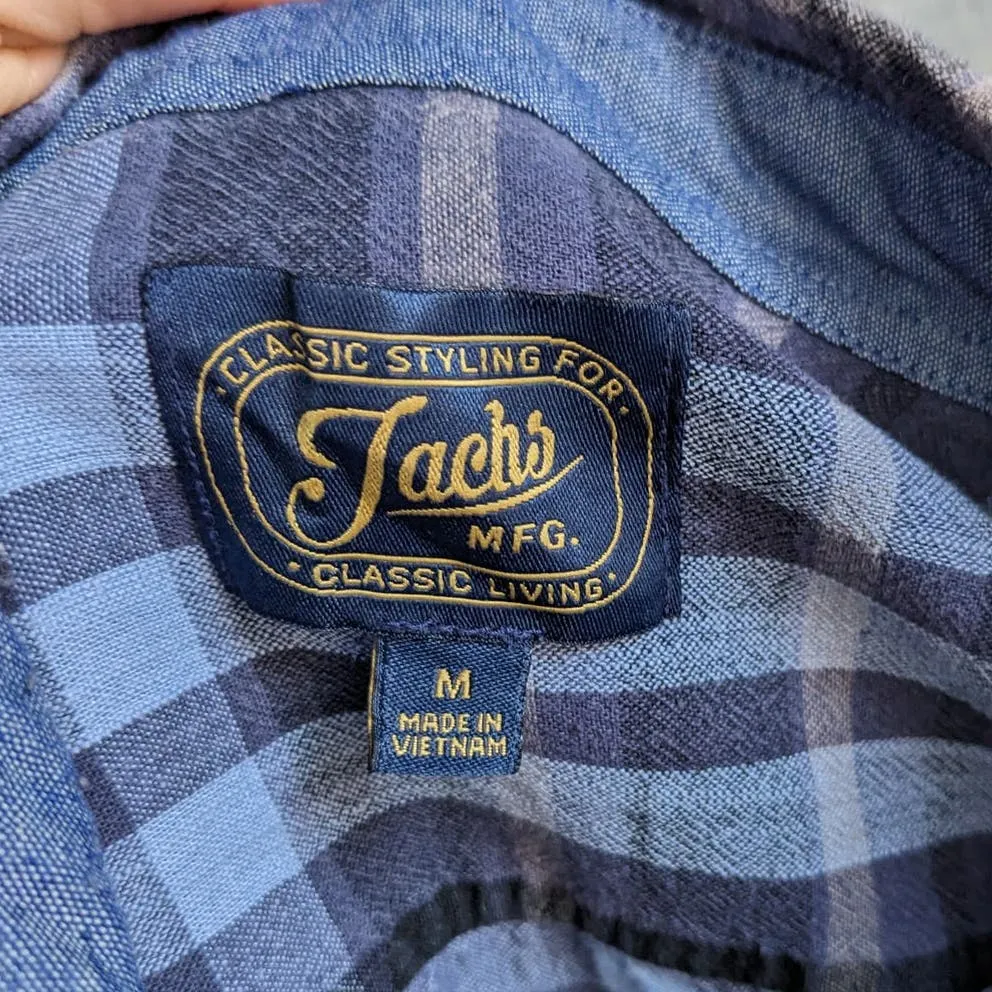 · CLASSIC STYLING FOR ·
Jachs
MFG.
· CLASSIC LIVING ·
M
MADE IN
VIETNAM